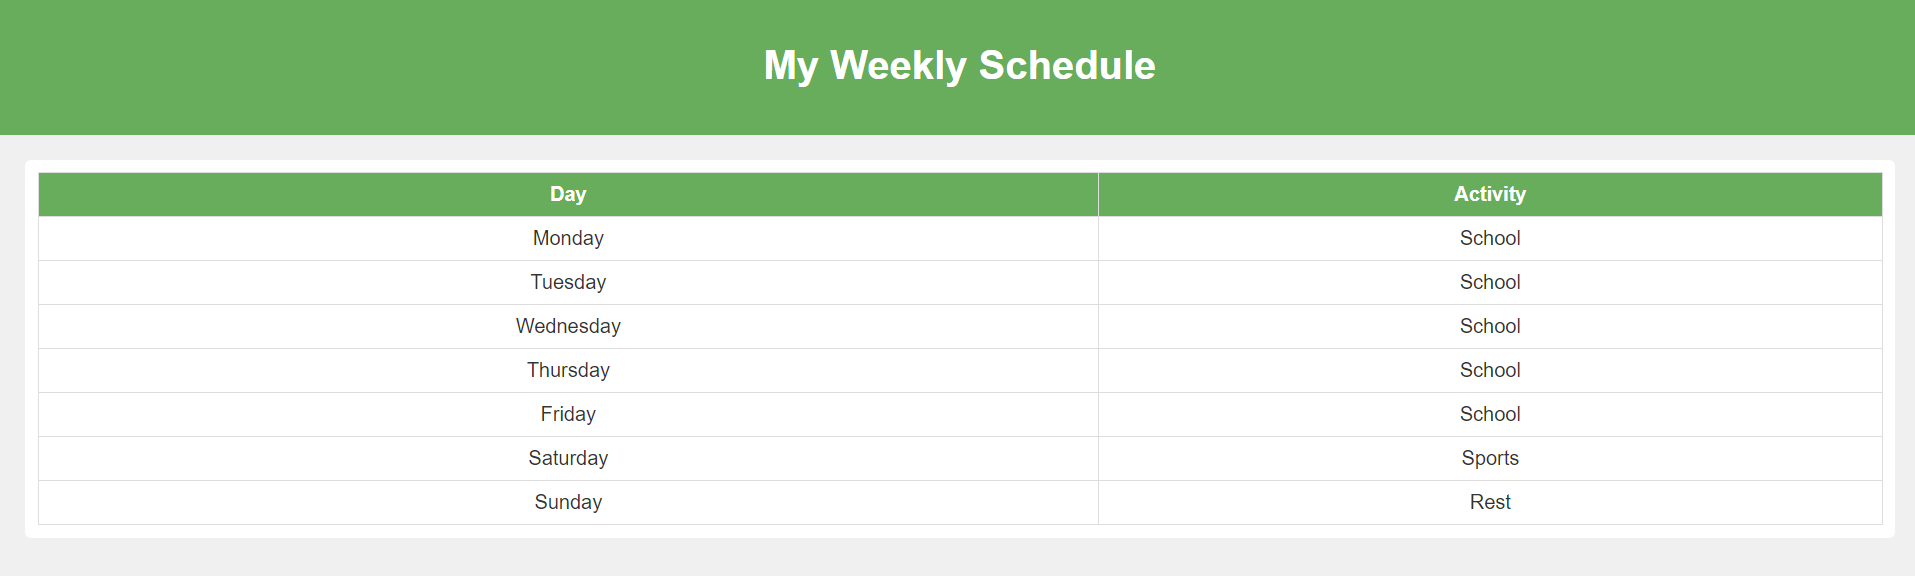 My Weekly Schedule
Day Activity
Monday School
Tuesday School
Wednesday School
Thursday School
Friday School
Saturday Sports
Sunday Rest